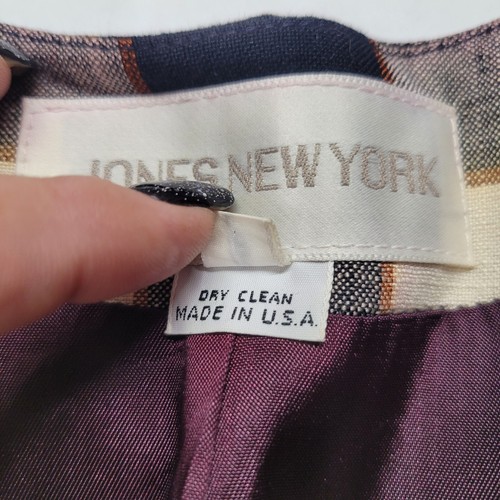 JONES NEW YORK
DRY CLEAN
MADE IN U.S.A.